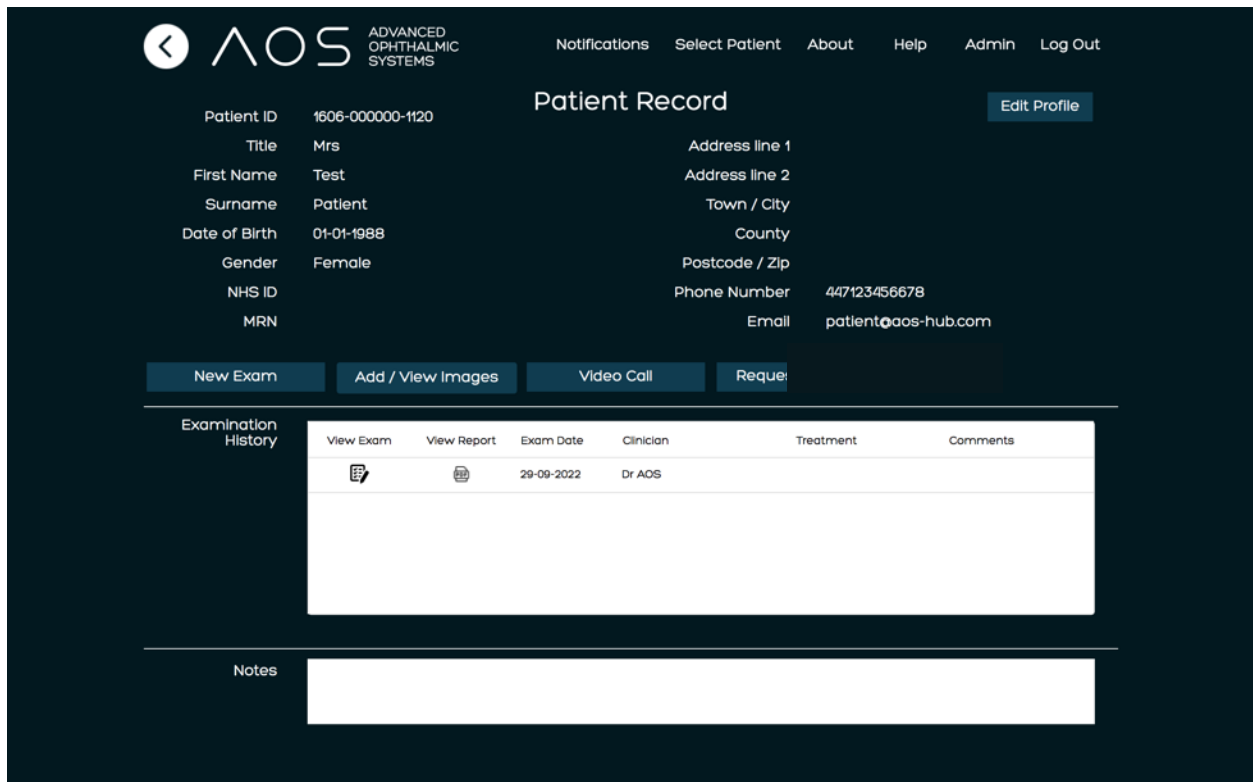 AOS ADVANCED
OPHTHALMIC
SYSTEMS
Notifications Select Patient About Help Admin Log Out
Patient Record
Edit Profile
Patient ID 1606-000000-1120
Title Mrs
First Name Test
Surname Patient
Date of Birth 01-01-1988
Gender Female
NHS ID
MRN
Address line 1
Address line 2
Town / City
County
Postcode / Zip
Phone Number 447123456678
Email patient@aos-hub.com
New Exam Add / View Images Video Call
Examination
History
View Exam View Report Exam Date Clinician Treatment Comments
29-09-2022 Dr AOS
Notes